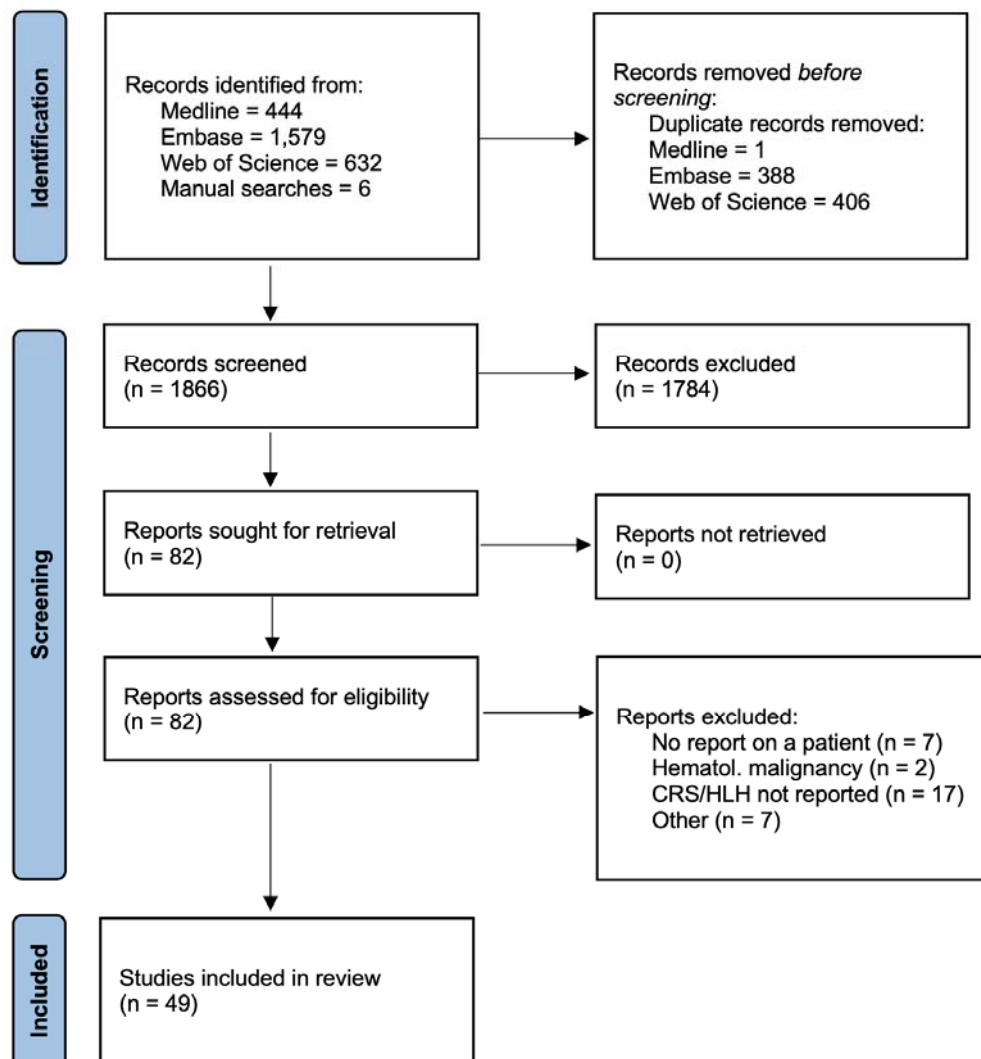 Identification
Records identified from:
Medline = 444
Embase = 1,579
Web of Science = 632
Manual searches = 6
Records removed before
screening:
Duplicate records removed:
Medline = 1
Embase = 388
Web of Science = 406
Screening
Records screened
(n = 1866)
Records excluded
(n = 1784)
Reports sought for retrieval
(n = 82)
Reports not retrieved
(n = 0)
Reports assessed for eligibility
(n = 82)
Reports excluded:
No report on a patient (n = 7)
Hematol. malignancy (n = 2)
CRS/HLH not reported (n = 17)
Other (n = 7)
Included
Studies included in review
(n = 49)